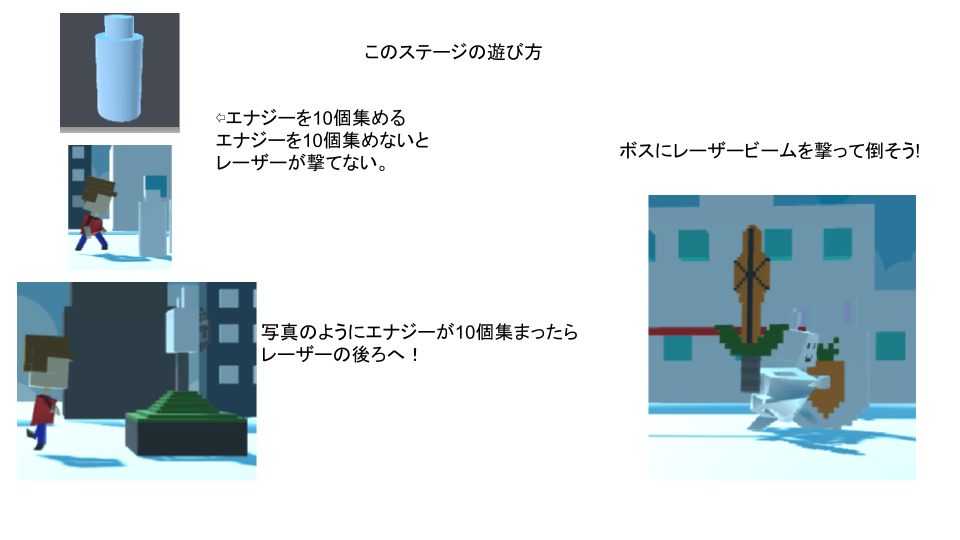 このステージの遊び方
⇦エナジーを10個集める
エナジーを10個集めないと
レーザーが撃てない。
ボスにレーザービームを撃って倒そう!
写真のようにエナジーが10個集まったら
レーザーの後ろへ！